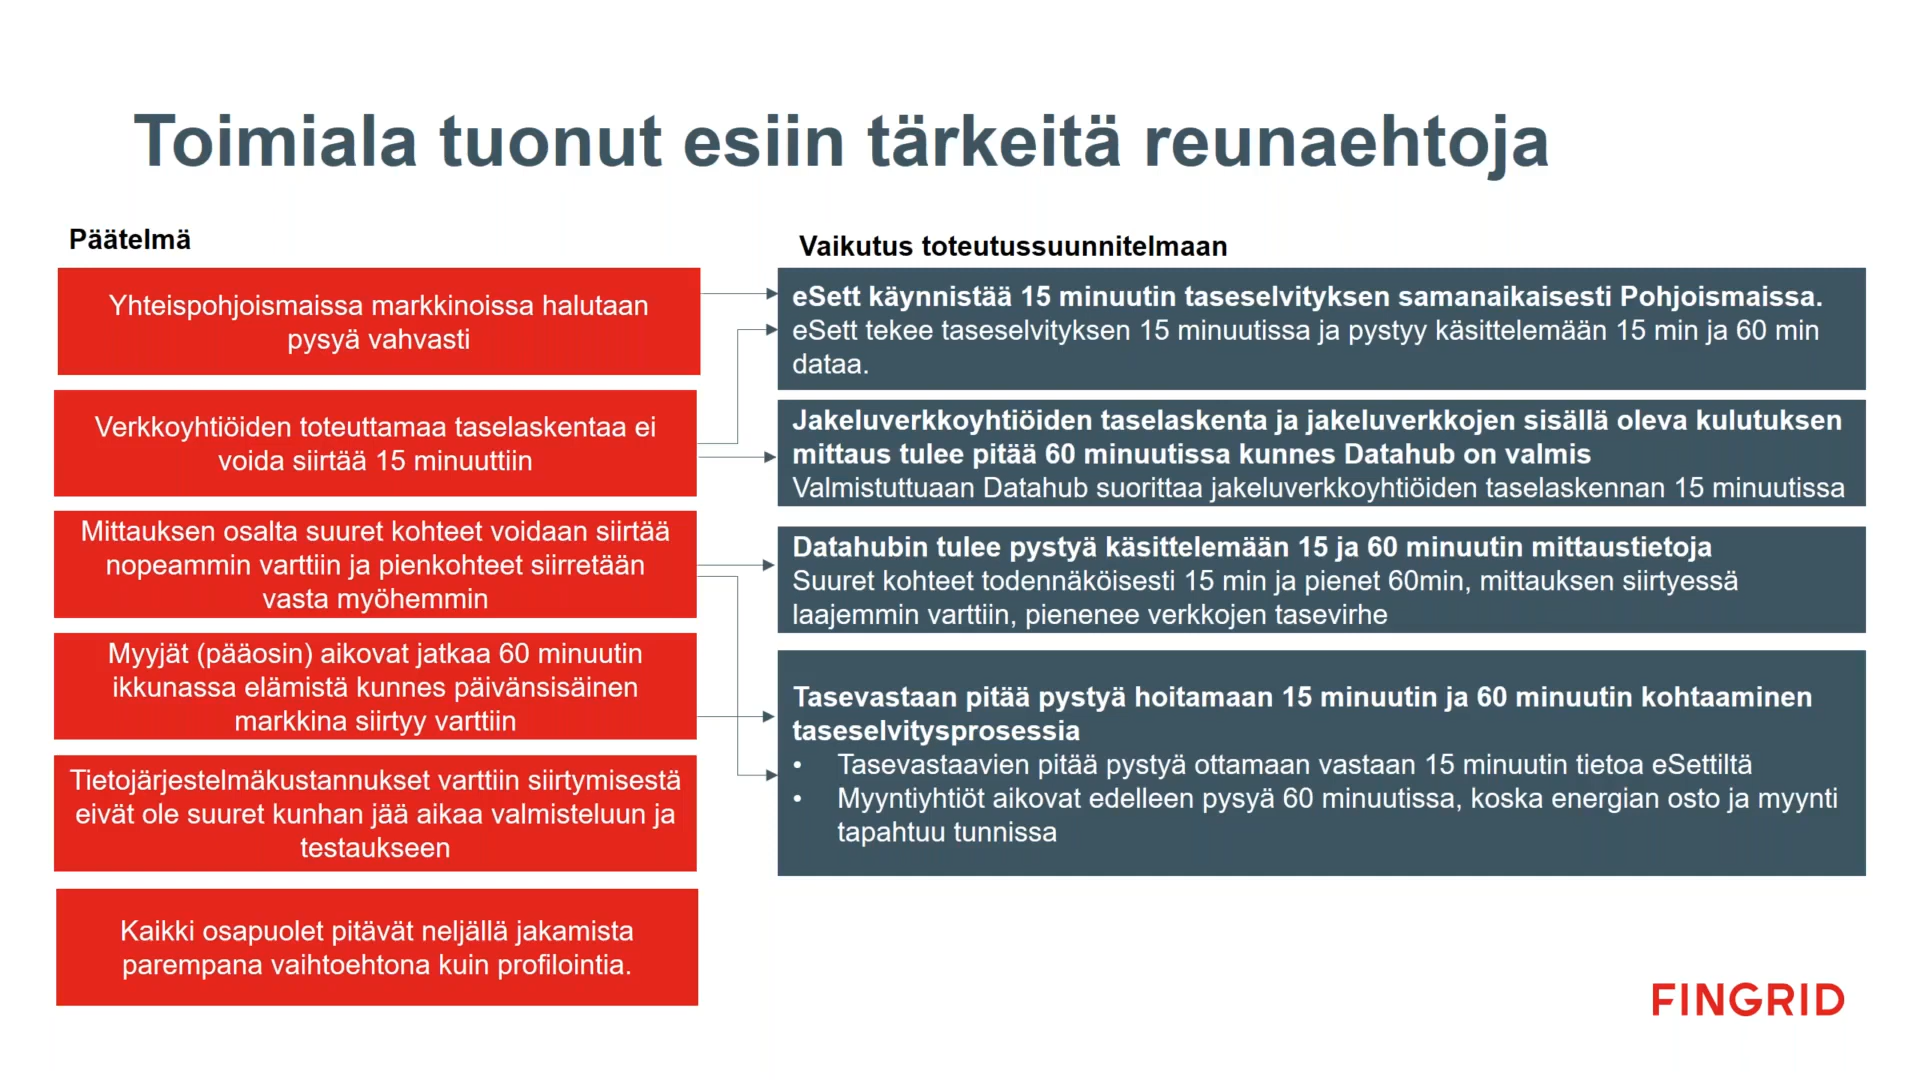 Toimiala tuonut esiin tärkeitä reunaehtoja
Päätelmä
Yhteispohjoismaissa markkinoissa halutaan
pysyä vahvasti
Verkkoyhtiöiden toteuttamaa taselaskentaa ei
voida siirtää 15 minuuttiin
Mittauksen osalta suuret kohteet voidaan siirtää
nopeammin varttiin ja pienkohteet siirretään
vasta myöhemmin
Myyjät (pääosin) aikovat jatkaa 60 minuutin
ikkunassa elämistä kunnes päivänsisäinen
markkina siirtyy varttiin
Tietojärjestelmäkustannukset varttiin siirtymisestä
eivät ole suuret kunhan jää aikaa valmisteluun ja
testaukseen
Kaikki osapuolet pitävät neljällä jakamista
parempana vaihtoehtona kuin profilointia.
Vaikutus toteutussuunnitelmaan
eSett käynnistää 15 minuutin taseselvityksen samanaikaisesti Pohjoismaissa.
eSett tekee taseselvityksen 15 minuutissa ja pystyy käsittelemään 15 min ja 60 min
dataa.
Jakeluverkkoyhtiöiden taselaskenta ja jakeluverkkojen sisällä oleva kulutuksen
mittaus tulee pitää 60 minuutissa kunnes Datahub on valmis
Valmistuttuaan Datahub suorittaa jakeluverkkoyhtiöiden taselaskennan 15 minuutissa
Datahubin tulee pystyä käsittelemään 15 ja 60 minuutin mittaustietoja
Suuret kohteet todennäköisesti 15 min ja pienet 60min, mittauksen siirtyessä
laajemmin varttiin, pienenee verkkojen tasevirhe
Tasevastaan pitää pystyä hoitamaan 15 minuutin ja 60 minuutin kohtaaminen
taseselvitysprosessia
• Tasevastaavien pitää pystyä ottamaan vastaan 15 minuutin tietoa eSettiltä
• Myyntiyhtiöt aikovat edelleen pysyä 60 minuutissa, koska energian osto ja myynti
tapahtuu tunnissa
FINGRID